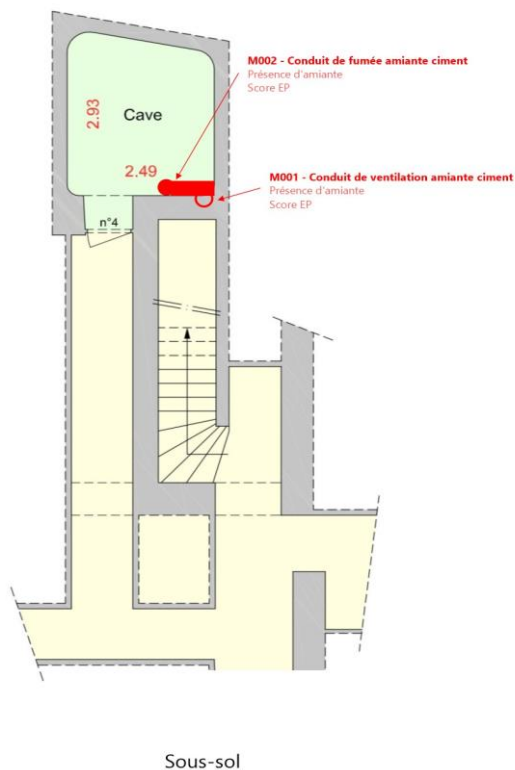 M002 - Conduit de fumée amiante ciment
Présence d'amiante
Score EP
2.93
Cave
2.49
M001 - Conduit de ventilation amiante ciment
Présence d'amiante
Score EP
n°4
Sous-sol